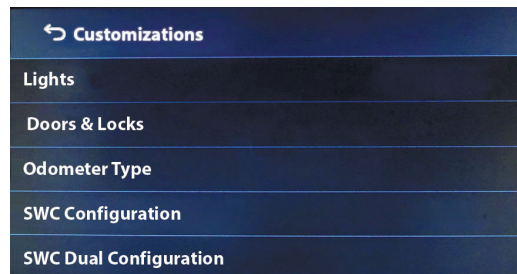 Customizations
Lights
Doors & Locks
Odometer Type
SWC Configuration
SWC Dual Configuration